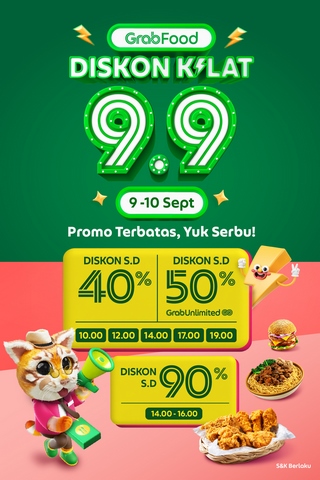 GrabFood
DISKON KILAT
9.9
9 -10 Sept
Promo Terbatas, Yuk Serbu!
DISKON S.D
40%
DISKON S.D
50%
GrabUnlimited
10.00 12.00 14.00 17.00 19.00
DISKON
S.D
90%
14.00 - 16.00
S&K Berlaku